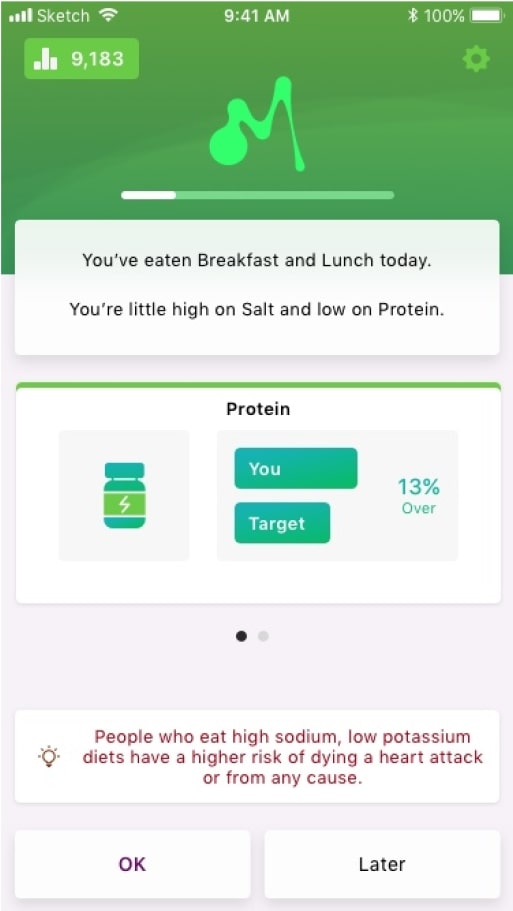 Sketch 9:41 AM 100%
9,183
You’ve eaten Breakfast and Lunch today.
You’re little high on Salt and low on Protein.
Protein
You
Target
13%
Over
People who eat high sodium, low potassium
diets have a higher risk of dying a heart attack
or from any cause.
OK
Later